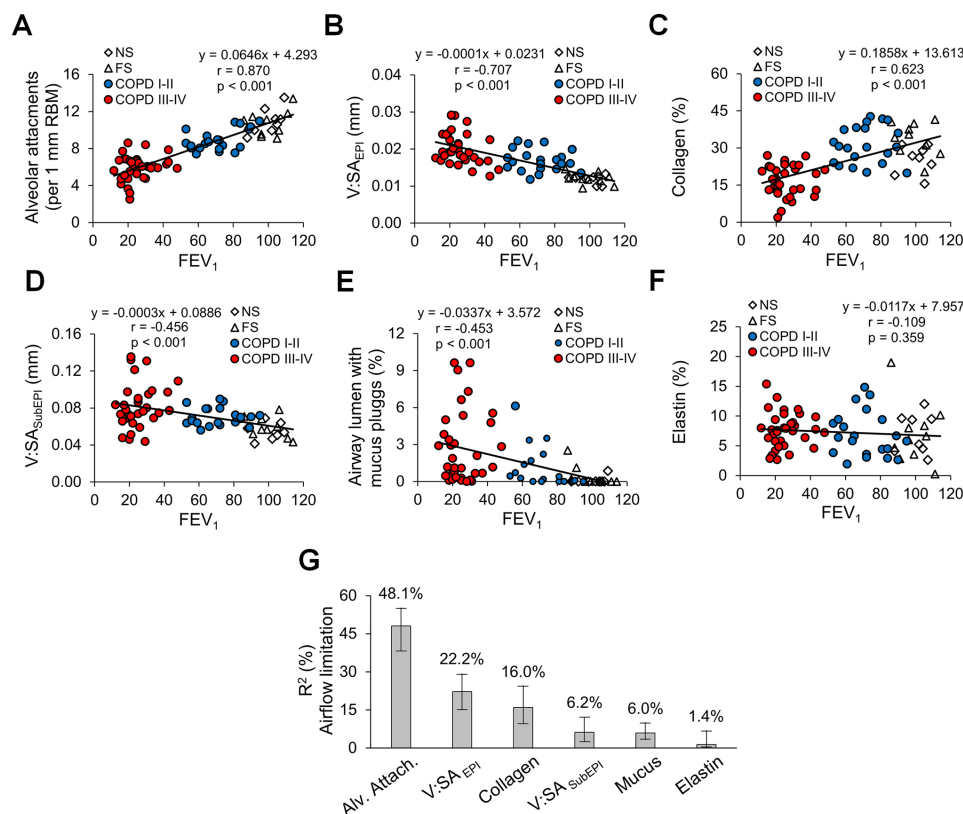 A
NS
FS
COPD I-II
COPD III-IV
y = 0.0646x + 4.293
r = 0.870
p < 0.001
Alveolar attacments
(per 1 mm RBM)
16
12
8
4
0
0 20 40 60 80 100 120
FEV1
B
y = -0.0001x + 0.0231
r = -0.707
p < 0.001
NS
FS
COPD I-II
COPD III-IV
V:SAEPI (mm)
0.04
0.03
0.02
0.01
0.00
0 20 40 60 80 100 120
FEV1
C
NS
FS
COPD I-II
COPD III-IV
y = 0.1858x + 13.613
r = 0.623
p < 0.001
Collagen (%)
60
45
30
15
0
0 20 40 60 80 100 120
FEV1
D
y = -0.0003x + 0.0886
r = -0.456
p < 0.001
NS
FS
COPD I-II
COPD III-IV
V:SASubEPI (mm)
0.16
0.12
0.08
0.04
0.00
0 20 40 60 80 100 120
FEV1
E
y = -0.0337x + 3.572
r = -0.453
p < 0.001
NS
FS
COPD I-II
COPD III-IV
Airway lumen with
mucus pluggs (%)
12
9
6
3
0
0 20 40 60 80 100 120
FEV1
F
NS
FS
COPD I-II
COPD III-IV
y = -0.0117x + 7.957
r = -0.109
p = 0.359
Elastin (%)
25
20
15
10
5
0
0 20 40 60 80 100 120
FEV1
G
R2 (%)
Airflow limitation
60
45
30
15
0
48.1%
22.2%
16.0%
6.2%
6.0%
1.4%
Alv. Attach.
V:SA EPI
Collagen
V:SA SubEPI
Mucus
Elastin